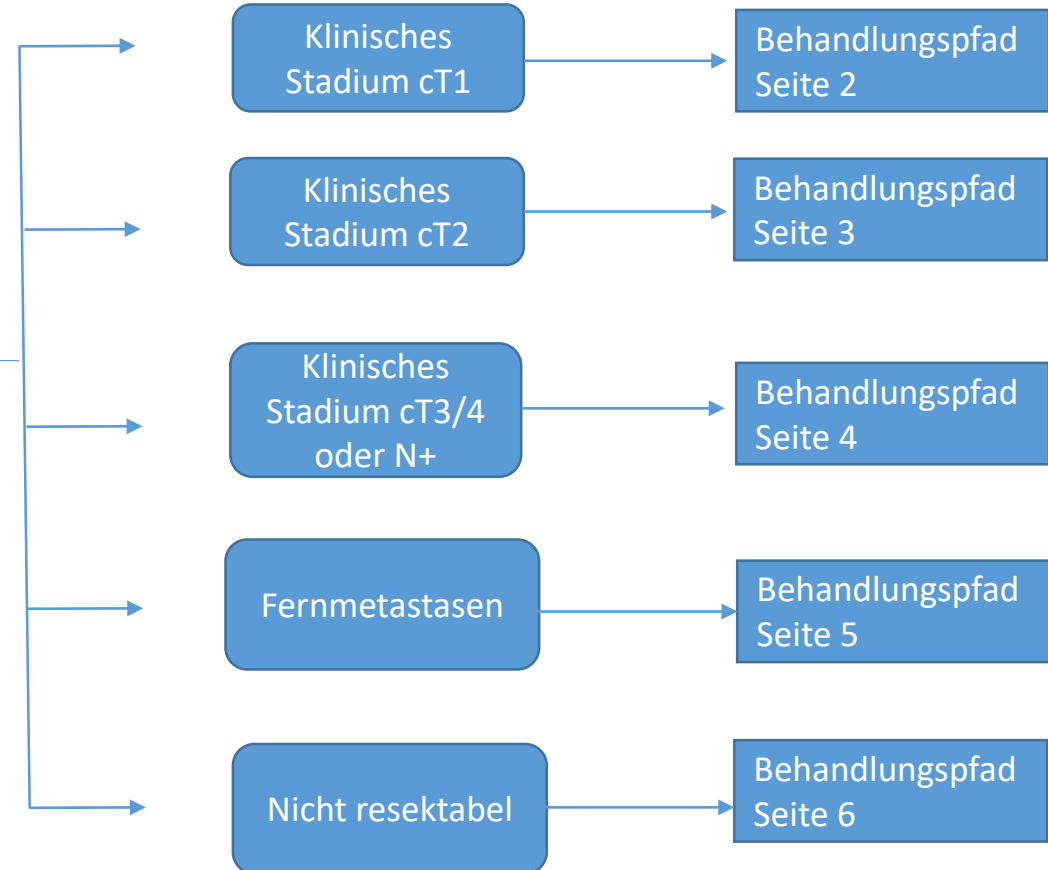 Klinisches
Stadium cT1
Behandlungspfad
Seite 2
Klinisches
Stadium cT2
Behandlungspfad
Seite 3
Klinisches
Stadium cT3/4
oder N+
Behandlungspfad
Seite 4
Fernmetastasen
Behandlungspfad
Seite 5
Nicht resektabel
Behandlungspfad
Seite 6